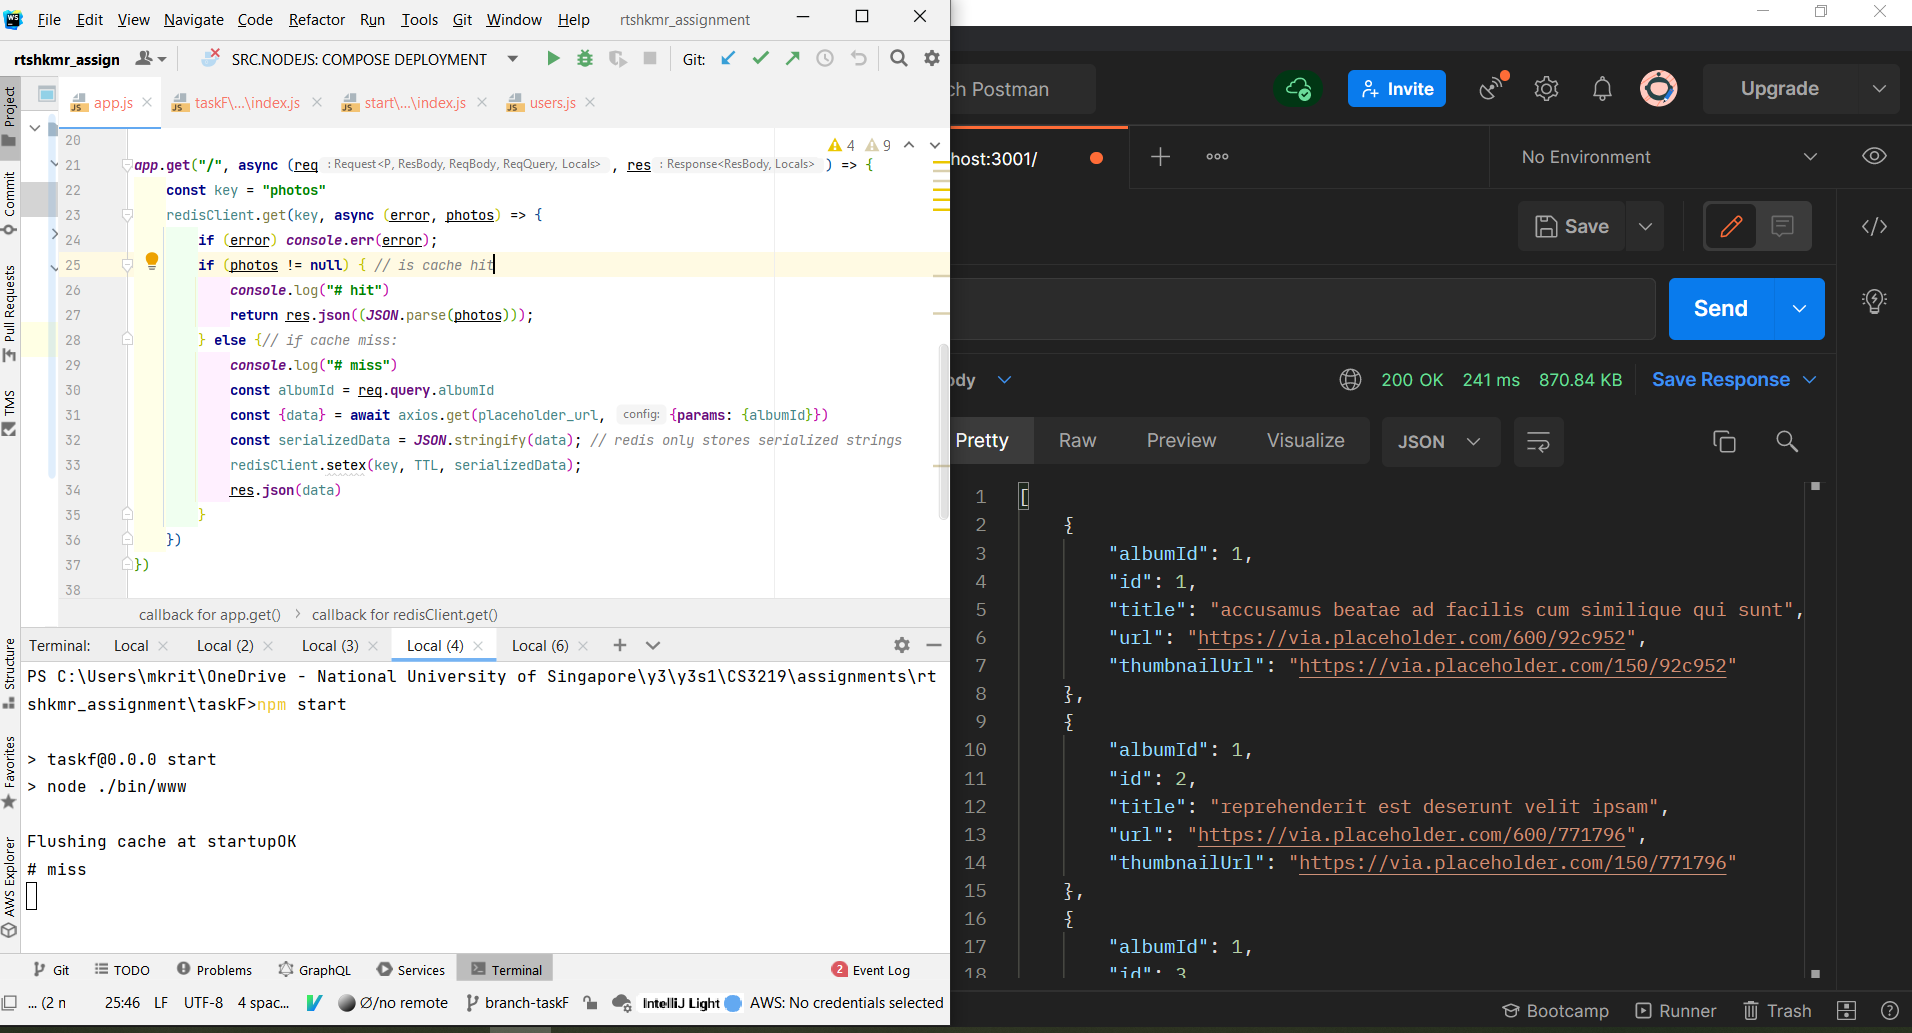 File Edit View Navigate Code Refactor Run Tools Git Window Help rtshkmr_assignment
rtshkmr_assign SRC.NODEJS: COMPOSE DEPLOYMENT Git:
app.js taskF\...\index.js start\...\index.js users.js
Project
Commit
Pull Requests
TMS
Structure
Favorites
AWS Explorer
4 9
20
21 app.get("/", async (req : Request<P, ResBody, ReqBody, ReqQuery, Locals> , res : Response<ResBody, Locals> ) => {
22 const key = "photos"
23 redisClient.get(key, async (error, photos) => {
24 if (error) console.err(error);
25 if (photos != null) { // is cache hit
26 console.log("# hit")
27 return res.json((JSON.parse(photos)));
28 } else {// if cache miss:
29 console.log("# miss")
30 const albumId = req.query.albumId
31 const {data} = await axios.get(placeholder_url, config: {params: {albumId}})
32 const serializedData = JSON.stringify(data); // redis only stores serialized strings
33 redisClient.setex(key, TTL, serializedData);
34 res.json(data)
35 }
36 })
37 })
38
callback for app.get() > callback for redisClient.get()
Terminal: Local Local (2) Local (3) Local (4) Local (6)
PS C:\Users\mkrit\OneDrive - National University of Singapore\y3\y3s1\CS3219\assignments\rt
shkmr_assignment\taskF>npm start
> taskf@0.0.0 start
> node ./bin/www
Flushing cache at startupOK
# miss
Git TODO Problems GraphQL Services Terminal 2 Event Log
... (2 n 25:46 LF UTF-8 4 spac... Ø/no remote branch-taskF IntelliJ Light AWS: No credentials selected
ch Postman Invite Upgrade
host:3001/ No Environment
Save
Send
ody 200 OK 241 ms 870.84 KB Save Response
Pretty Raw Preview Visualize JSON
1 [
2 {
3 "albumId": 1,
4 "id": 1,
5 "title": "accusamus beatae ad facilis cum similique qui sunt",
6 "url": "https://via.placeholder.com/600/92c952",
7 "thumbnailUrl": "https://via.placeholder.com/150/92c952"
8 },
9 {
10 "albumId": 1,
11 "id": 2,
12 "title": "reprehenderit est deserunt velit ipsam",
13 "url": "https://via.placeholder.com/600/771796",
14 "thumbnailUrl": "https://via.placeholder.com/150/771796"
15 },
16 {
17 "albumId": 1,
18 "id": 3
Bootcamp Runner Trash